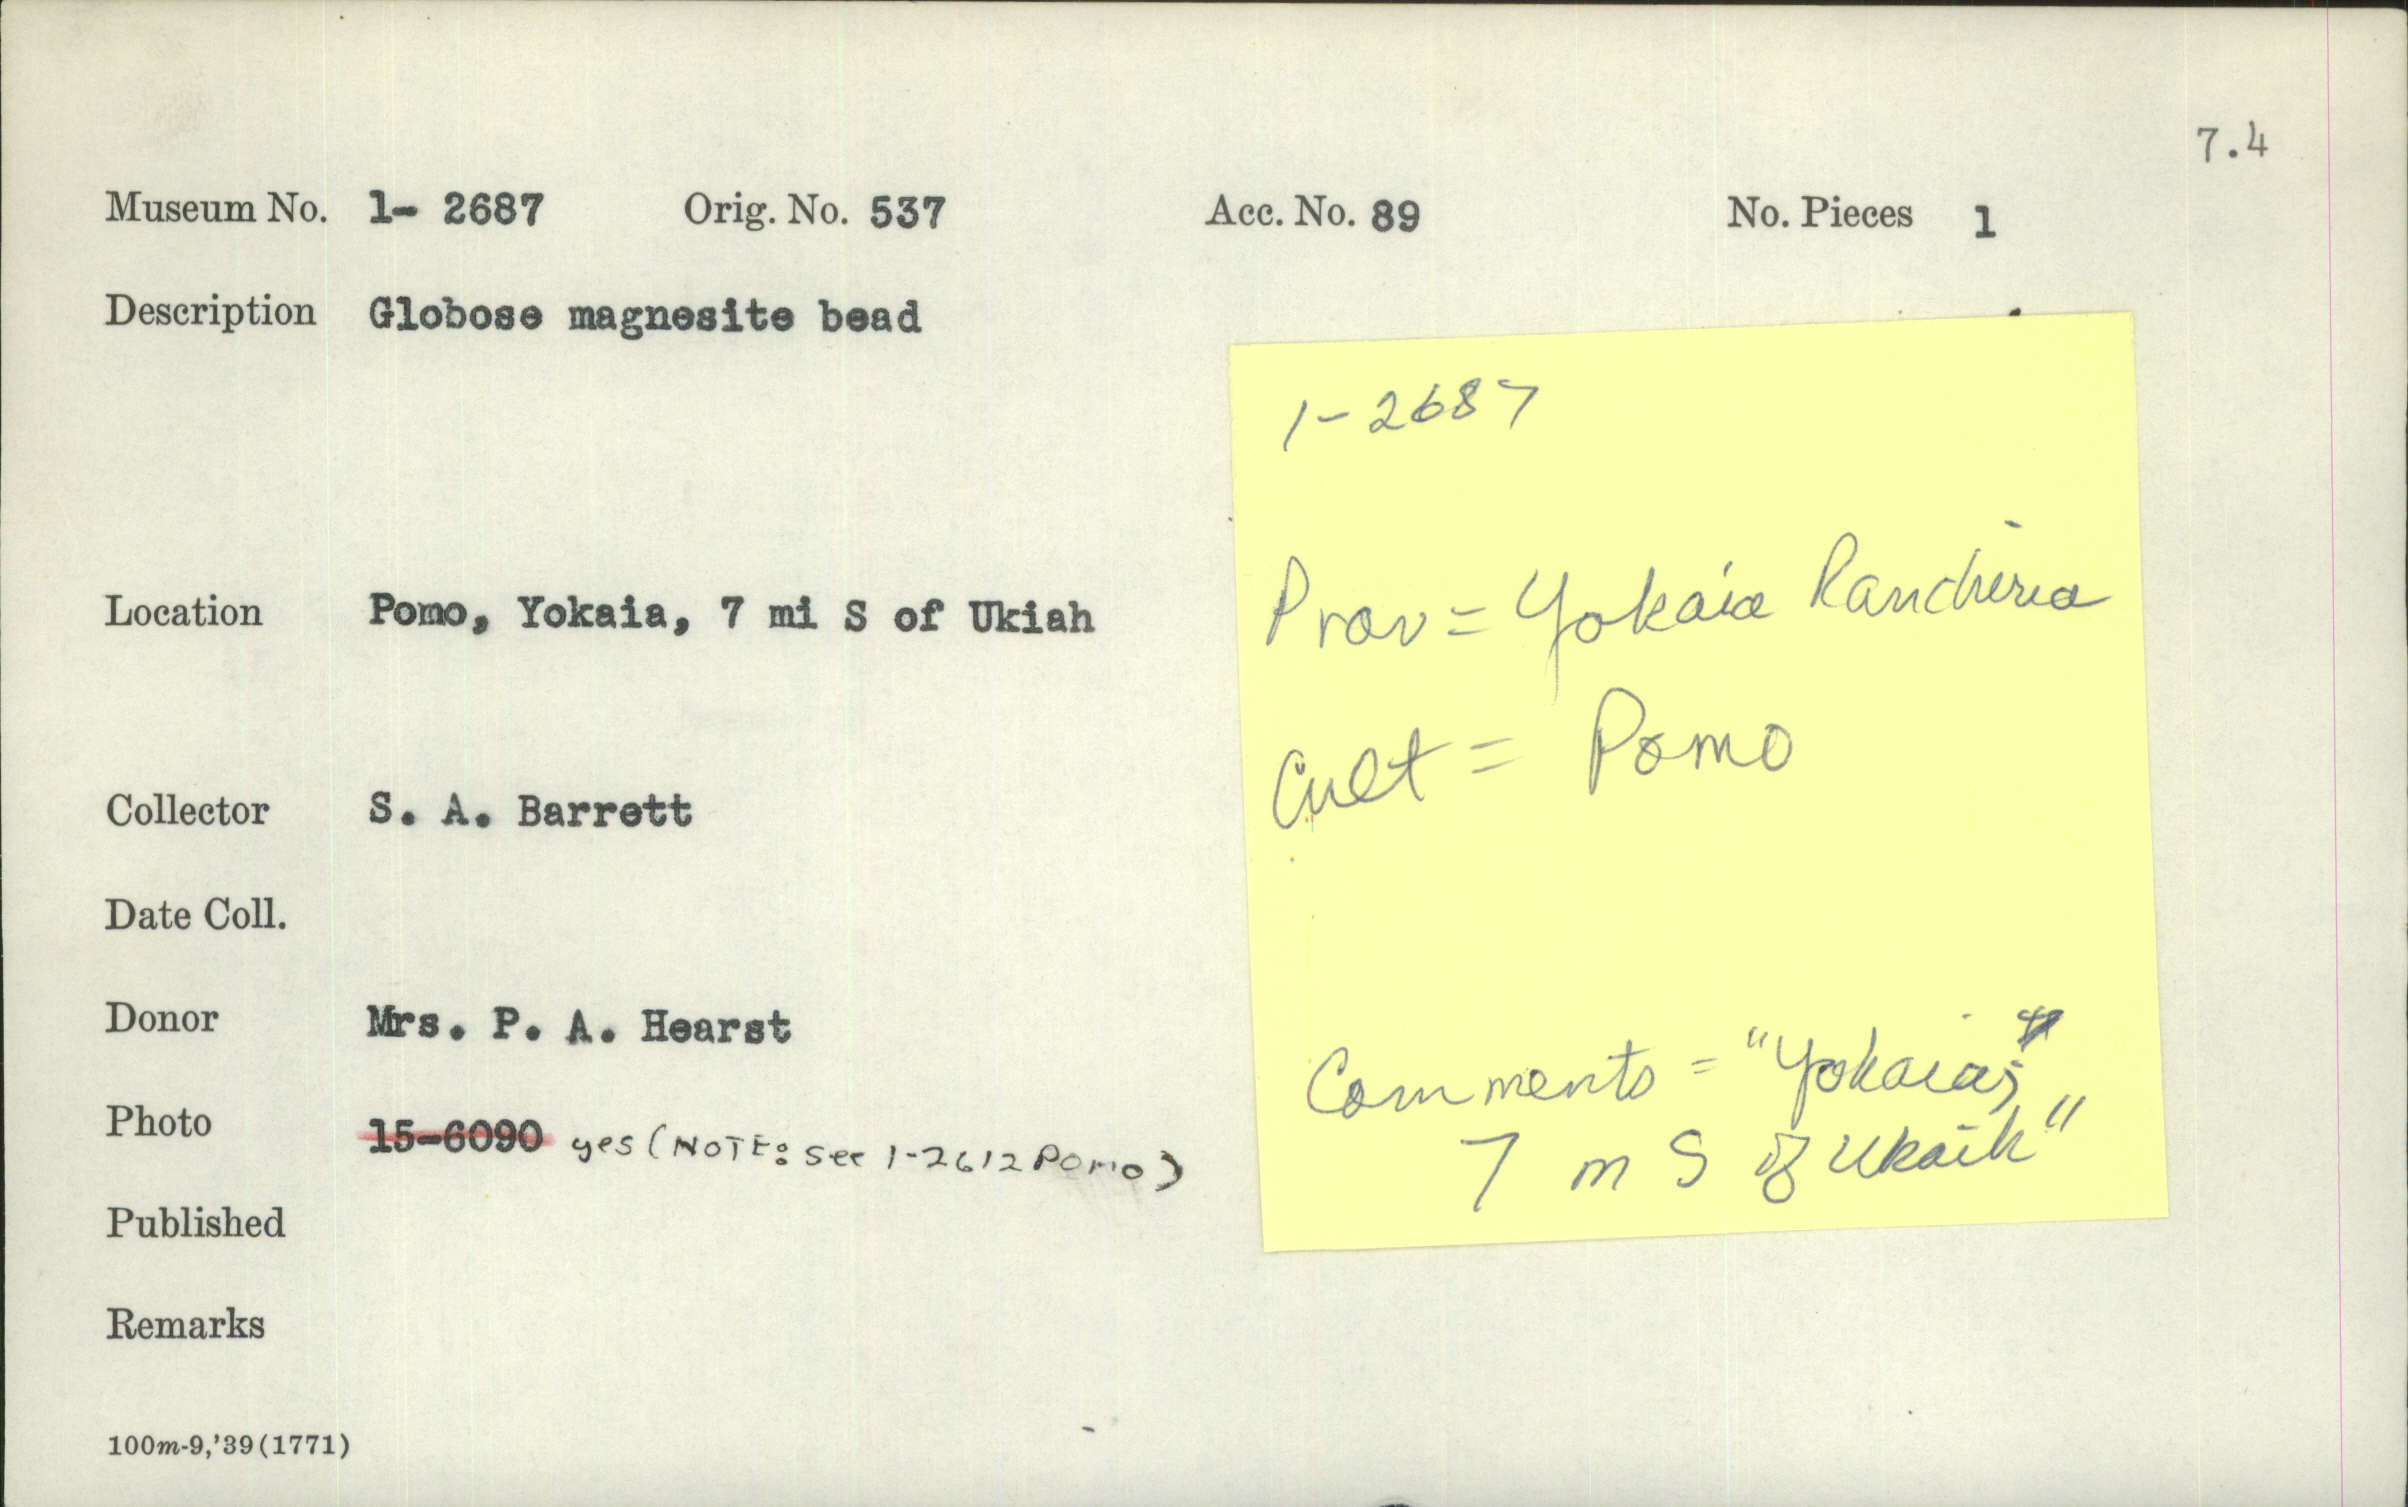 7.4
Museum No. 1- 2687 Orig. No. 537 Acc. No. 89 No. Pieces 1
Description Globose magnesite bead
Location Pomo, Yokaia, 7 mi S of Ukiah
Collector S. A. Barrett
Date Coll.
Donor Mrs. P. A. Hearst
Photo 15-6090 yes (NOTE: see 1-2612 Pomo)
Published
Remarks
100m-9,'39(1771)
1-2687
Prov = Yokaia Rancheria
Cult = Pomo
Comments = "Yokaia;
7 m S of Ukaih"